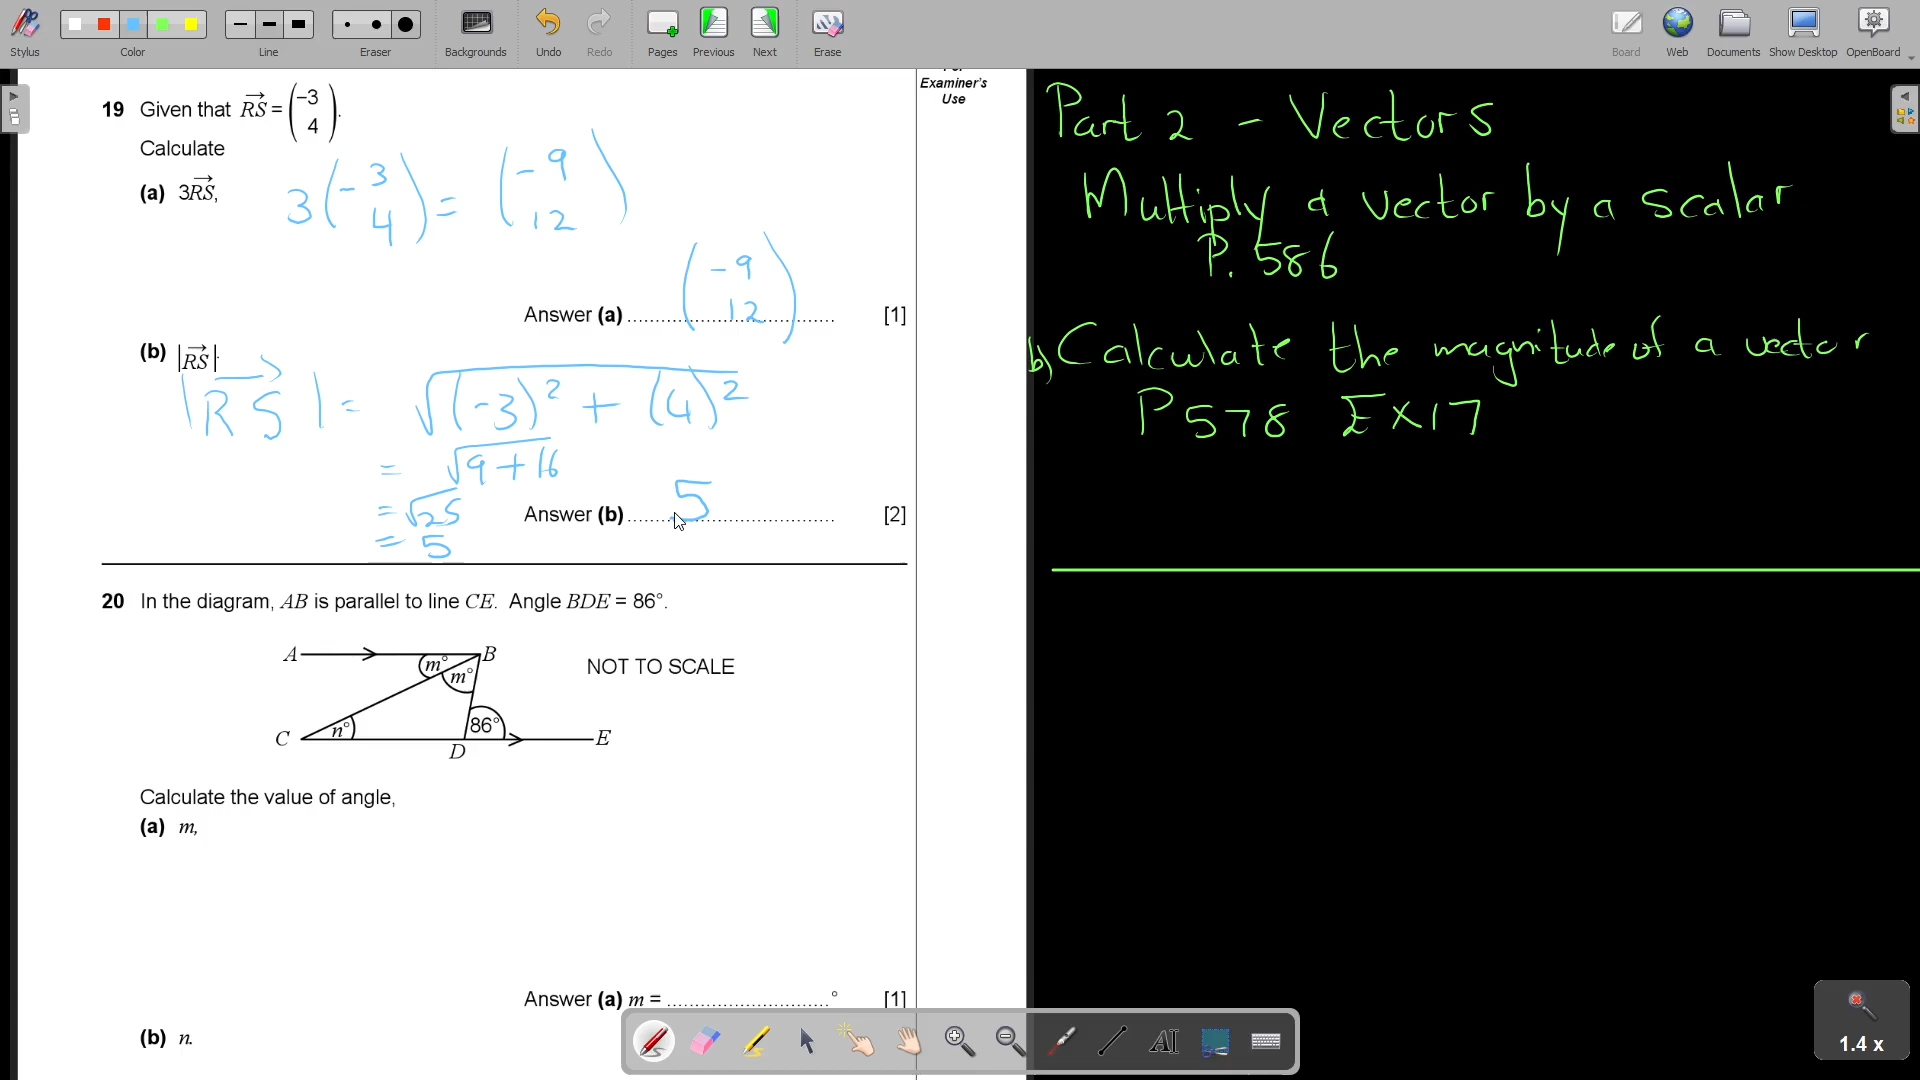 Stylus Color Line Eraser Backgrounds Undo Redo Pages Previous Next Erase Board Web Documents Show Desktop OpenBoard
Examiner's
Use
19 Given that RS = (-3 4).
Calculate
(a) 3RS,
3(-3 4) = (-9 12)
(-9 12)
Answer (a) .......................... [1]
(b) |RS|.
|RS| = √(-3)² + (4)²
= √9+16
= √25
= 5
5
Answer (b) .......................... [2]
20 In the diagram, AB is parallel to line CE. Angle BDE = 86°.
A B
m°
m°
NOT TO SCALE
n° 86°
C D E
Calculate the value of angle,
(a) m,
Answer (a) m = .......................... ° [1]
(b) n.
Part 2 - Vectors
Multiply a vector by a scalar
P. 586
b) Calculate the magnitude of a vector
P578 EX17
AI
1.4 x